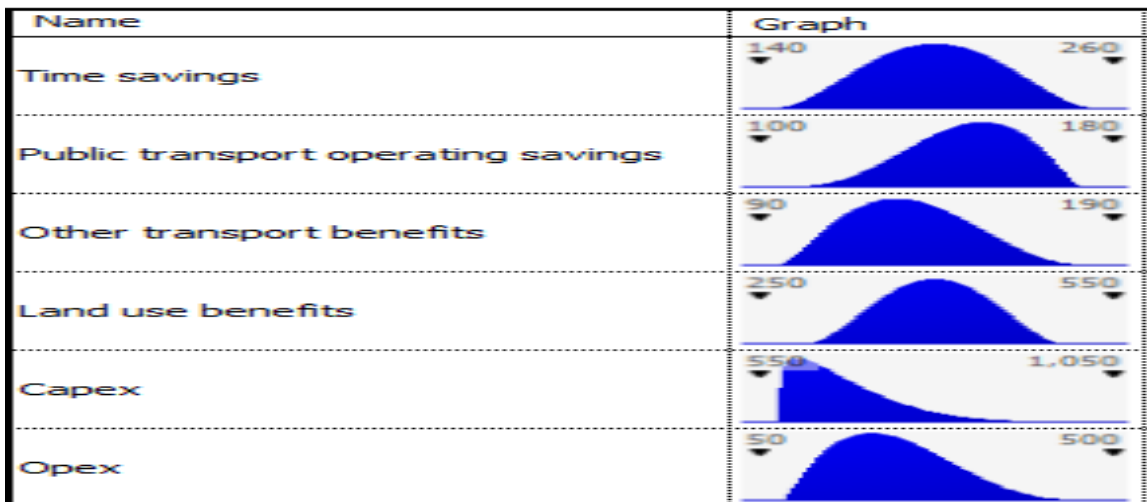 Name Graph
Time savings 140 260
Public transport operating savings 100 180
Other transport benefits 90 190
Land use benefits 250 550
Capex 550 1,050
Opex 50 500